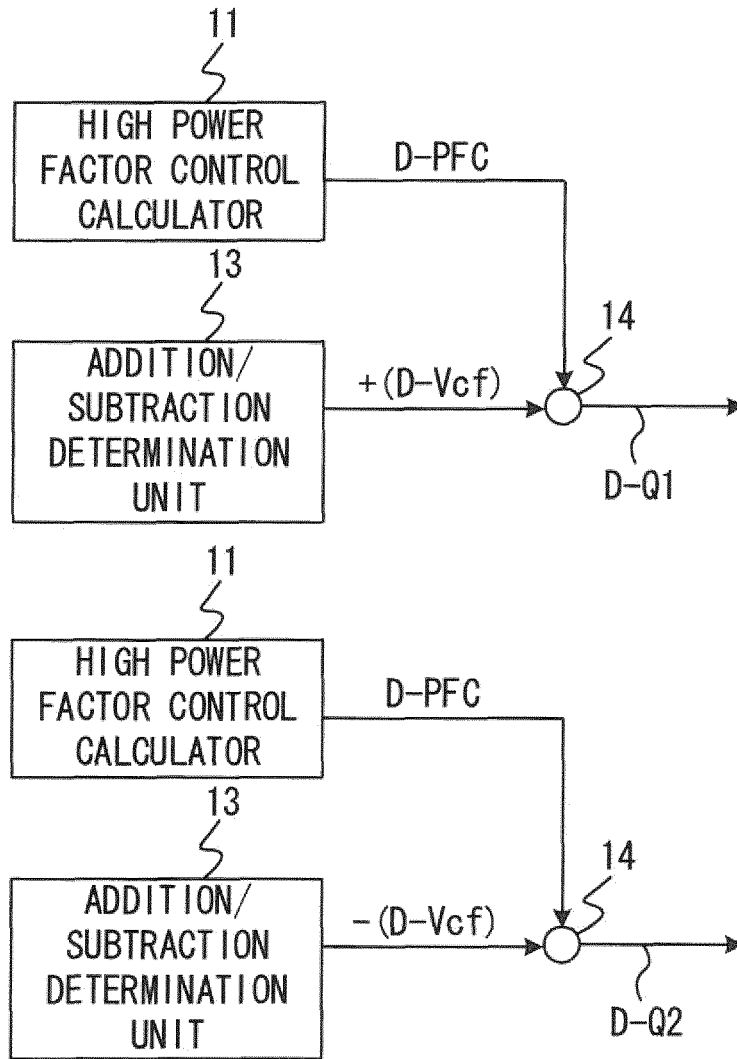 11
HIGH POWER
FACTOR CONTROL
CALCULATOR
D-PFC
13
ADDITION/
SUBTRACTION
DETERMINATION
UNIT
+(D-Vcf)
14
D-Q1
11
HIGH POWER
FACTOR CONTROL
CALCULATOR
D-PFC
13
ADDITION/
SUBTRACTION
DETERMINATION
UNIT
-(D-Vcf)
14
D-Q2